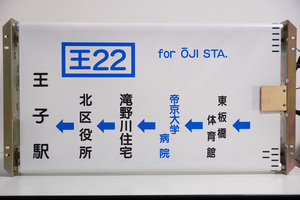 王22
for ŌJI STA.
王子駅
北区役所
滝野川住宅
帝京大学病院
東板橋体育館